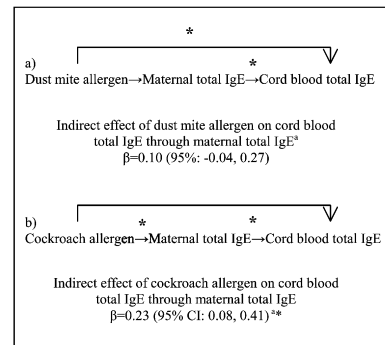 *
a) *
Dust mite allergen→Maternal total IgE→Cord blood total IgE
Indirect effect of dust mite allergen on cord blood
total IgE through maternal total IgEᵃ
β=0.10 (95%: -0.04, 0.27)
b) * *
Cockroach allergen→Maternal total IgE→Cord blood total IgE
Indirect effect of cockroach allergen on cord blood
total IgE through maternal total IgE
β=0.23 (95% CI: 0.08, 0.41) ᵃ*